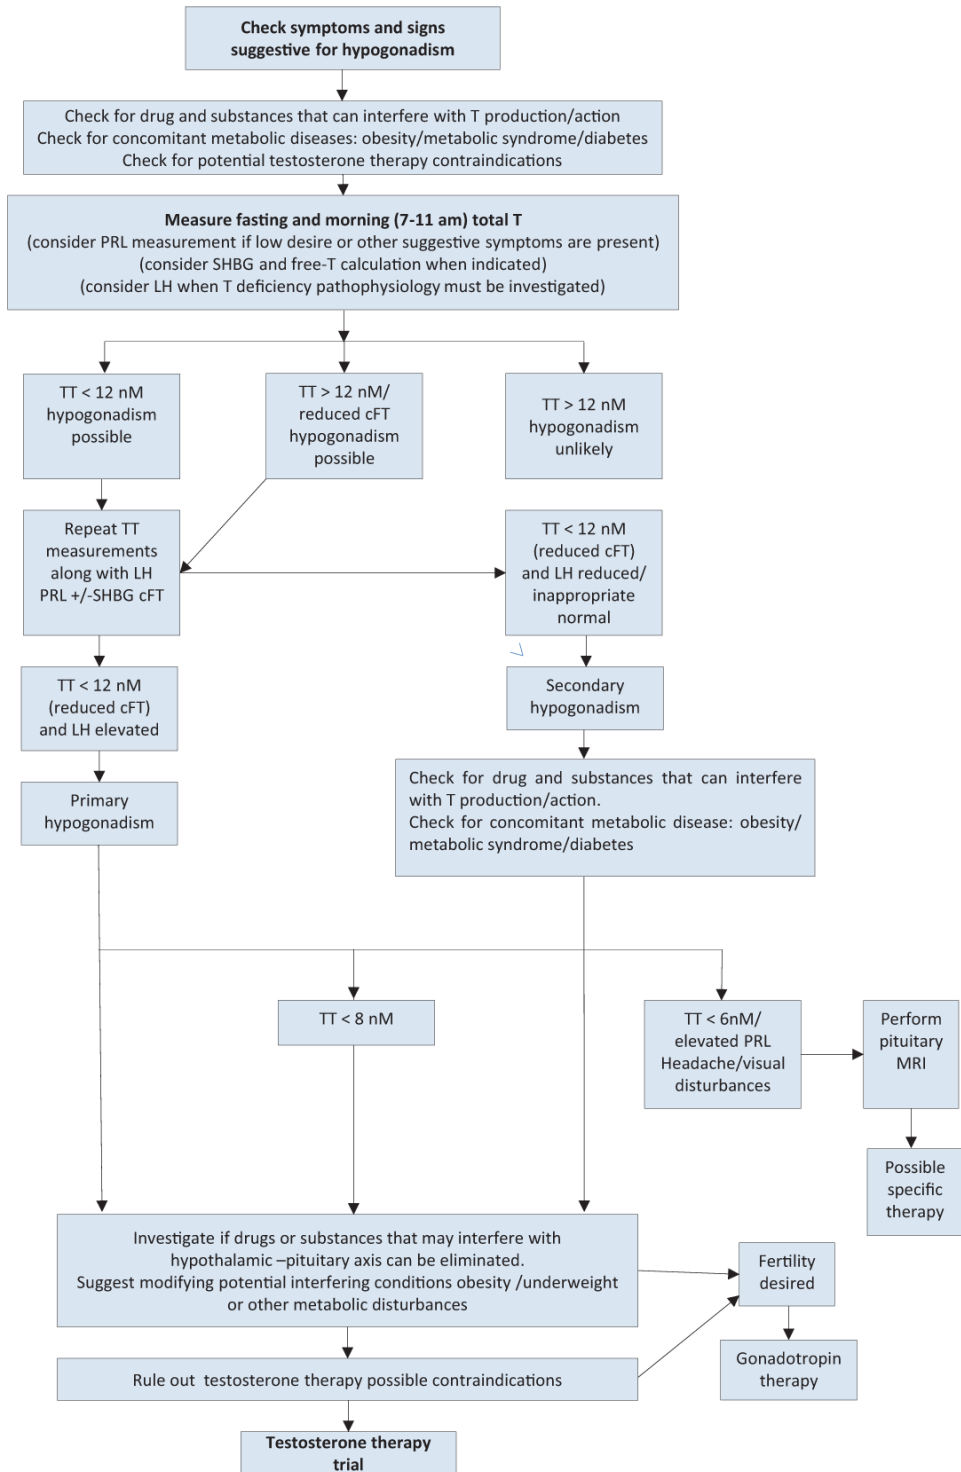 Check symptoms and signs
suggestive for hypogonadism
Check for drug and substances that can interfere with T production/action
Check for concomitant metabolic diseases: obesity/metabolic syndrome/diabetes
Check for potential testosterone therapy contraindications
Measure fasting and morning (7-11 am) total T
(consider PRL measurement if low desire or other suggestive symptoms are present)
(consider SHBG and free-T calculation when indicated)
(consider LH when T deficiency pathophysiology must be investigated)
TT < 12 nM
hypogonadism
possible
TT > 12 nM/
reduced cFT
hypogonadism
possible
TT > 12 nM
hypogonadism
unlikely
Repeat TT
measurements
along with LH
PRL +/-SHBG cFT
TT < 12 nM
(reduced cFT)
and LH reduced/
inappropriate
normal
TT < 12 nM
(reduced cFT)
and LH elevated
Secondary
hypogonadism
Primary
hypogonadism
Check for drug and substances that can interfere
with T production/action.
Check for concomitant metabolic disease: obesity/
metabolic syndrome/diabetes
TT < 8 nM
TT < 6nM/
elevated PRL
Headache/visual
disturbances
Perform
pituitary
MRI
Possible
specific
therapy
Investigate if drugs or substances that may interfere with
hypothalamic –pituitary axis can be eliminated.
Suggest modifying potential interfering conditions obesity /underweight
or other metabolic disturbances
Fertility
desired
Gonadotropin
therapy
Rule out testosterone therapy possible contraindications
Testosterone therapy
trial